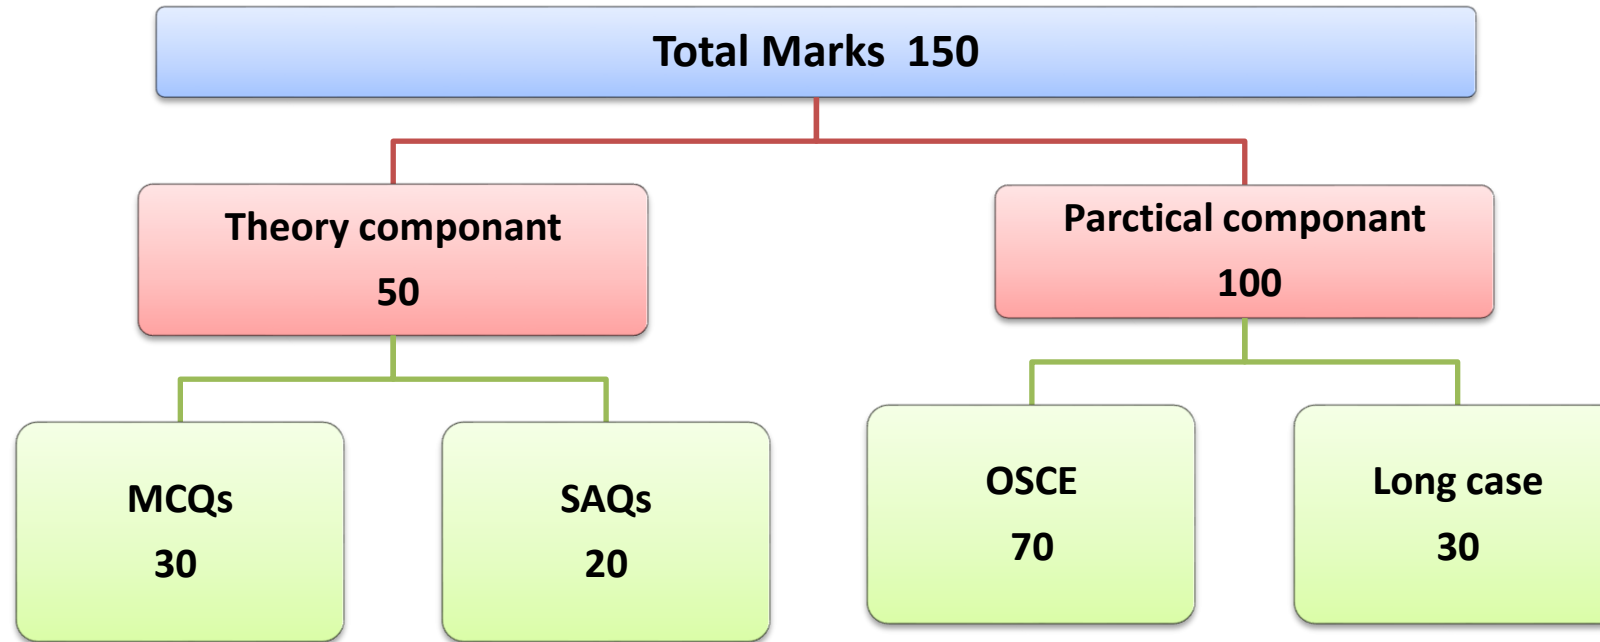 Total Marks  150
Theory componant
50
Parctical componant
100
MCQs
30
SAQs
20
OSCE
70
Long case
30